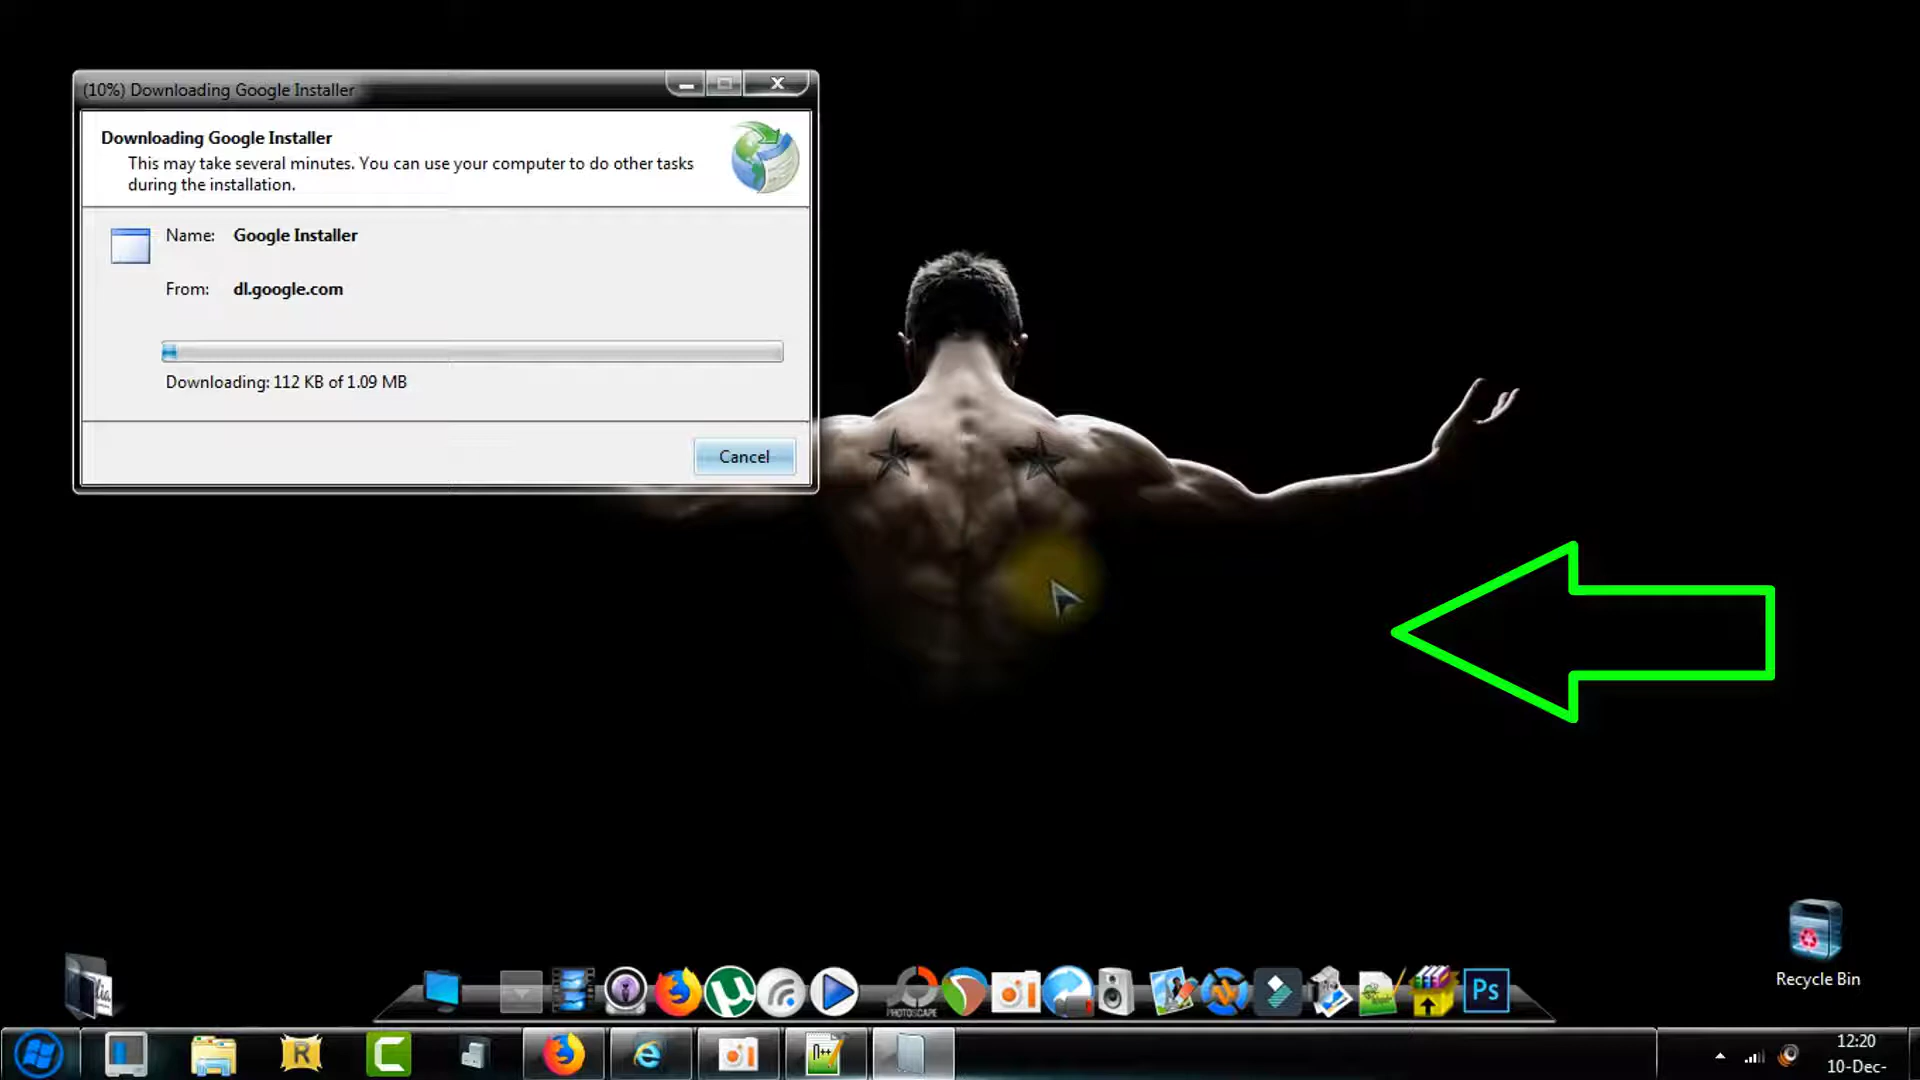 (10%) Downloading Google Installer
Downloading Google Installer
This may take several minutes. You can use your computer to do other tasks
during the installation.
Name: Google Installer
From: dl.google.com
Downloading: 112 KB of 1.09 MB
Cancel
Recycle Bin
PHOTOSCAPE
Ps
12:20
10-Dec-